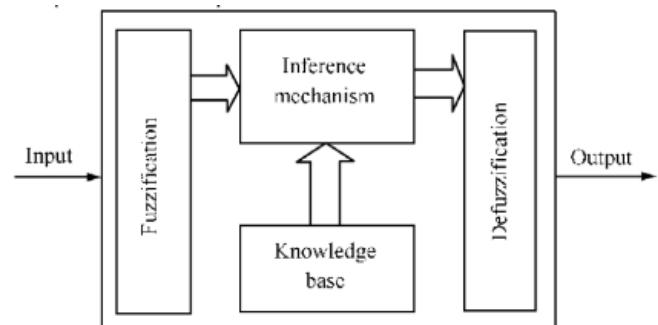 Input
Fuzzification
Inference
mechanism
Knowledge
base
Defuzzification
Output